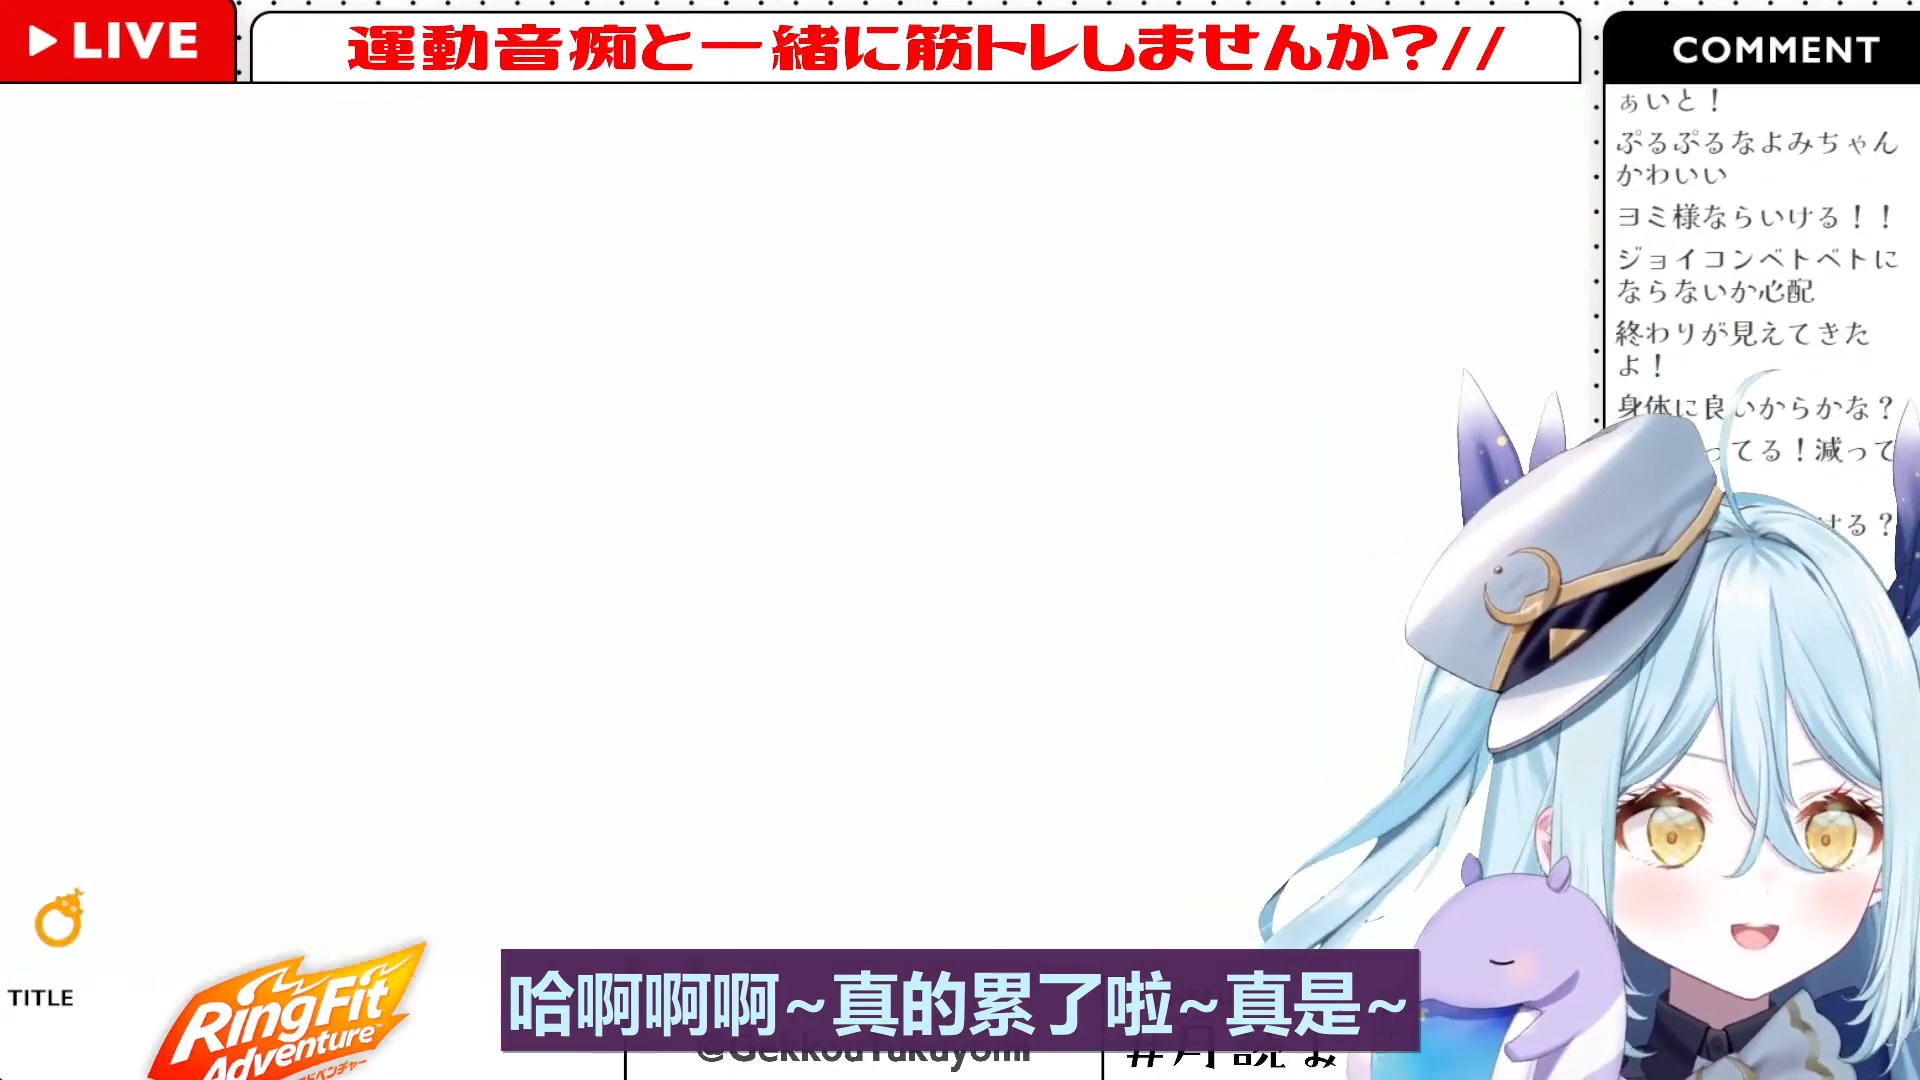 LIVE
運動音痴と一緒に筋トレしませんか？//
COMMENT
ぁいと！
ぷるぷるなよみちゃん
かわいい
ヨミ様ならいける！！
ジョイコンベトベトに
ならないか心配
終わりが見えてきた
よ！
身体に良いからかな？
ってる！減って
ける？
TITLE
RingFit
Adventure™
哈啊啊啊~真的累了啦~真是~
@GekkouTukuyomi